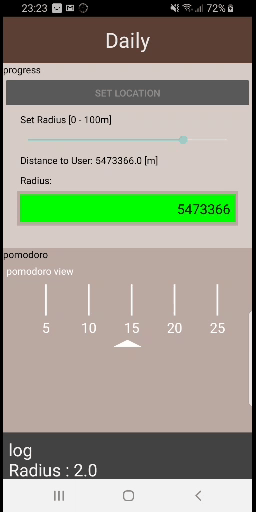 23:23 72%
Daily
progress
SET LOCATION
Set Radius [0 - 100m]
Distance to User: 5473366.0 [m]
Radius:
5473366
pomodoro
pomodoro view
5 10 15 20 25
log
Radius : 2.0